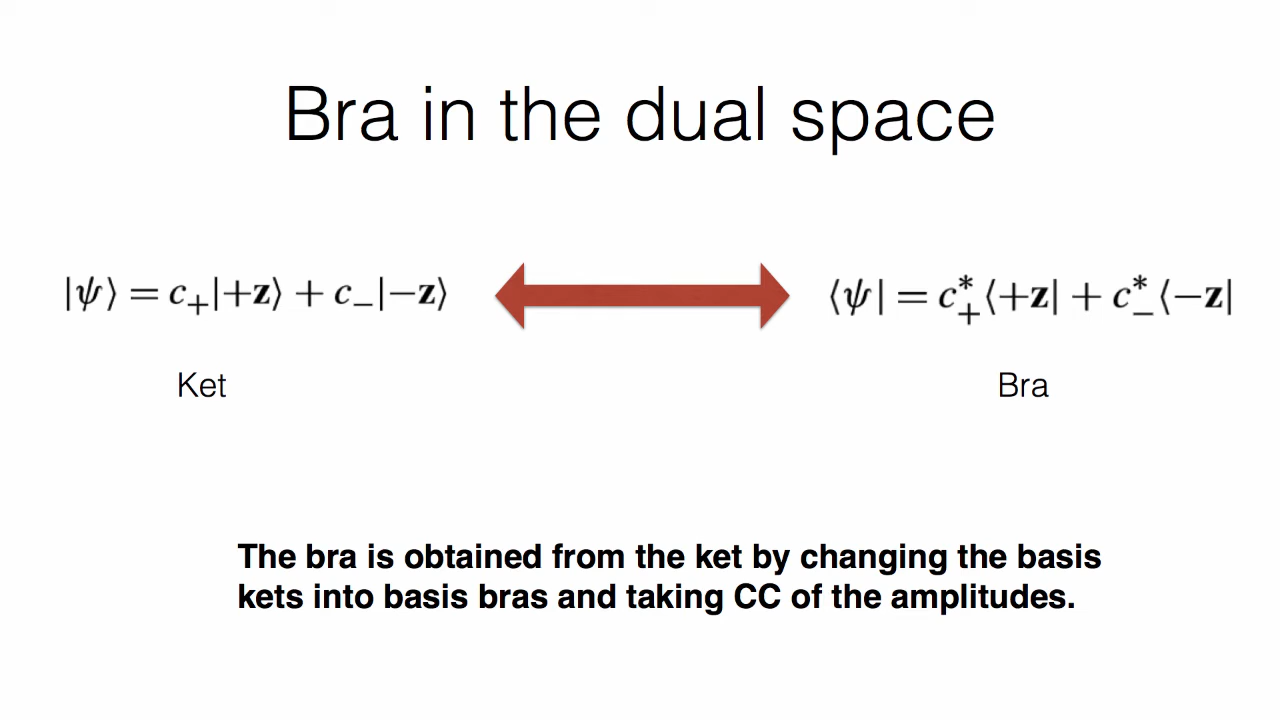 Bra in the dual space
|ψ⟩ = c₊|+z⟩ + c₋|−z⟩
⟨ψ| = c₊*⟨+z| + c₋*⟨−z|
Ket
Bra
The bra is obtained from the ket by changing the basis
kets into basis bras and taking CC of the amplitudes.